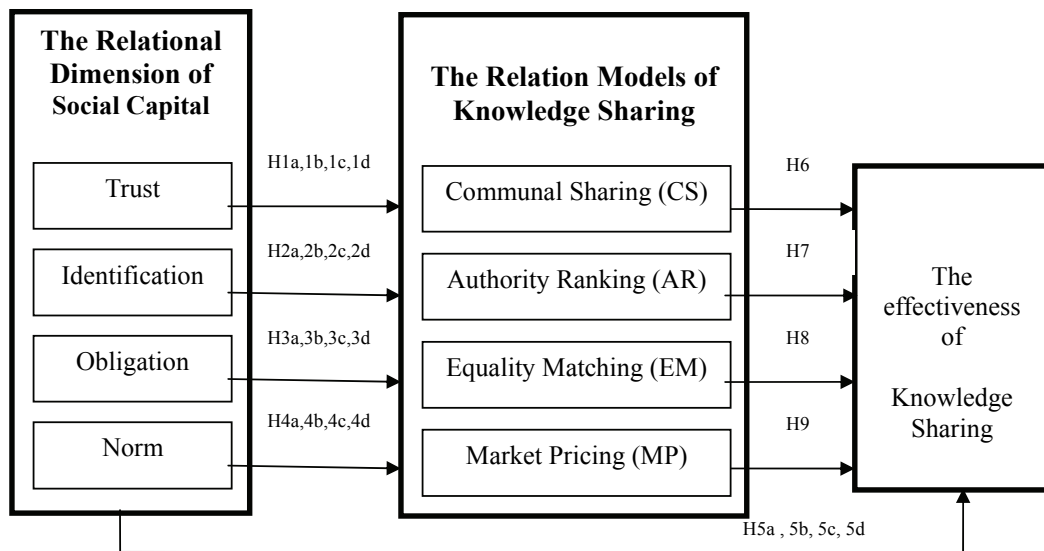 The Relational
Dimension of
Social Capital
Trust
Identification
Obligation
Norm
H1a,1b,1c,1d
H2a,2b,2c,2d
H3a,3b,3c,3d
H4a,4b,4c,4d
The Relation Models of
Knowledge Sharing
Communal Sharing (CS)
Authority Ranking (AR)
Equality Matching (EM)
Market Pricing (MP)
H6
H7
H8
H9
The
effectiveness
of
Knowledge
Sharing
H5a , 5b, 5c, 5d